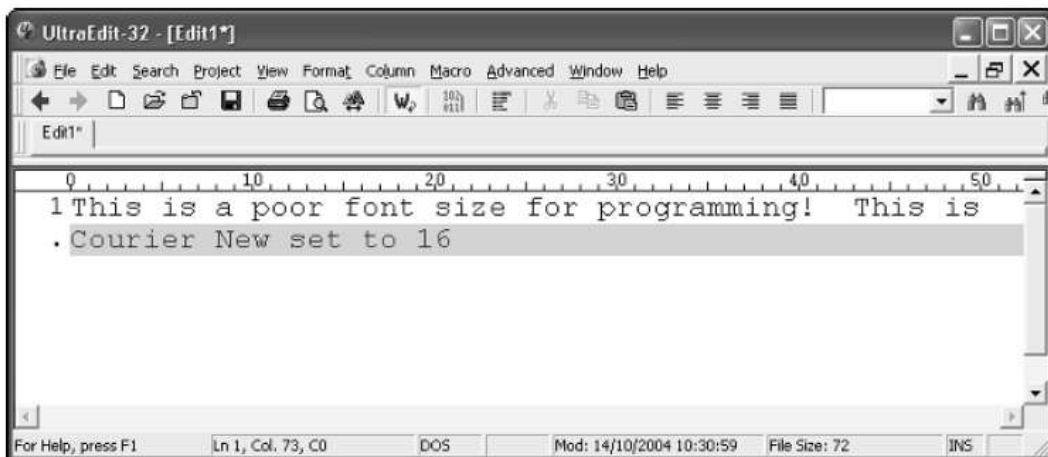 UltraEdit-32 - [Edit1*]
File Edit Search Project View Format Column Macro Advanced Window Help
Edit1*
0 10 20 30 40 50
1 This is a poor font size for programming!  This is
. Courier New set to 16
For Help, press F1 Ln 1, Col. 73, C0 DOS Mod: 14/10/2004 10:30:59 File Size: 72 INS